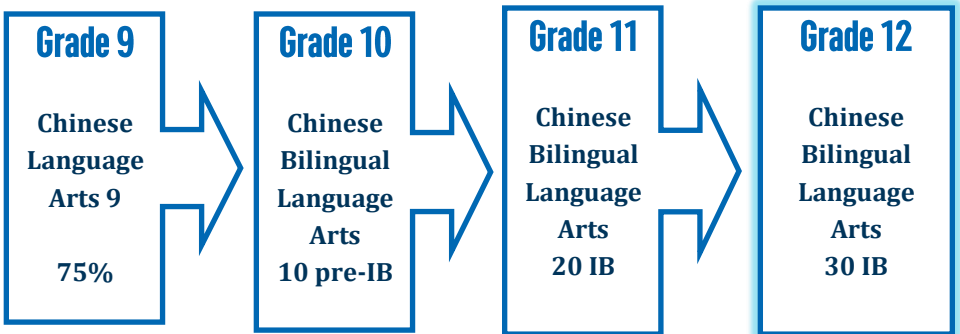 Grade 9
Chinese
Language
Arts 9
75%
Grade 10
Chinese
Bilingual
Language
Arts
10 pre-IB
Grade 11
Chinese
Bilingual
Language
Arts
20 IB
Grade 12
Chinese
Bilingual
Language
Arts
30 IB